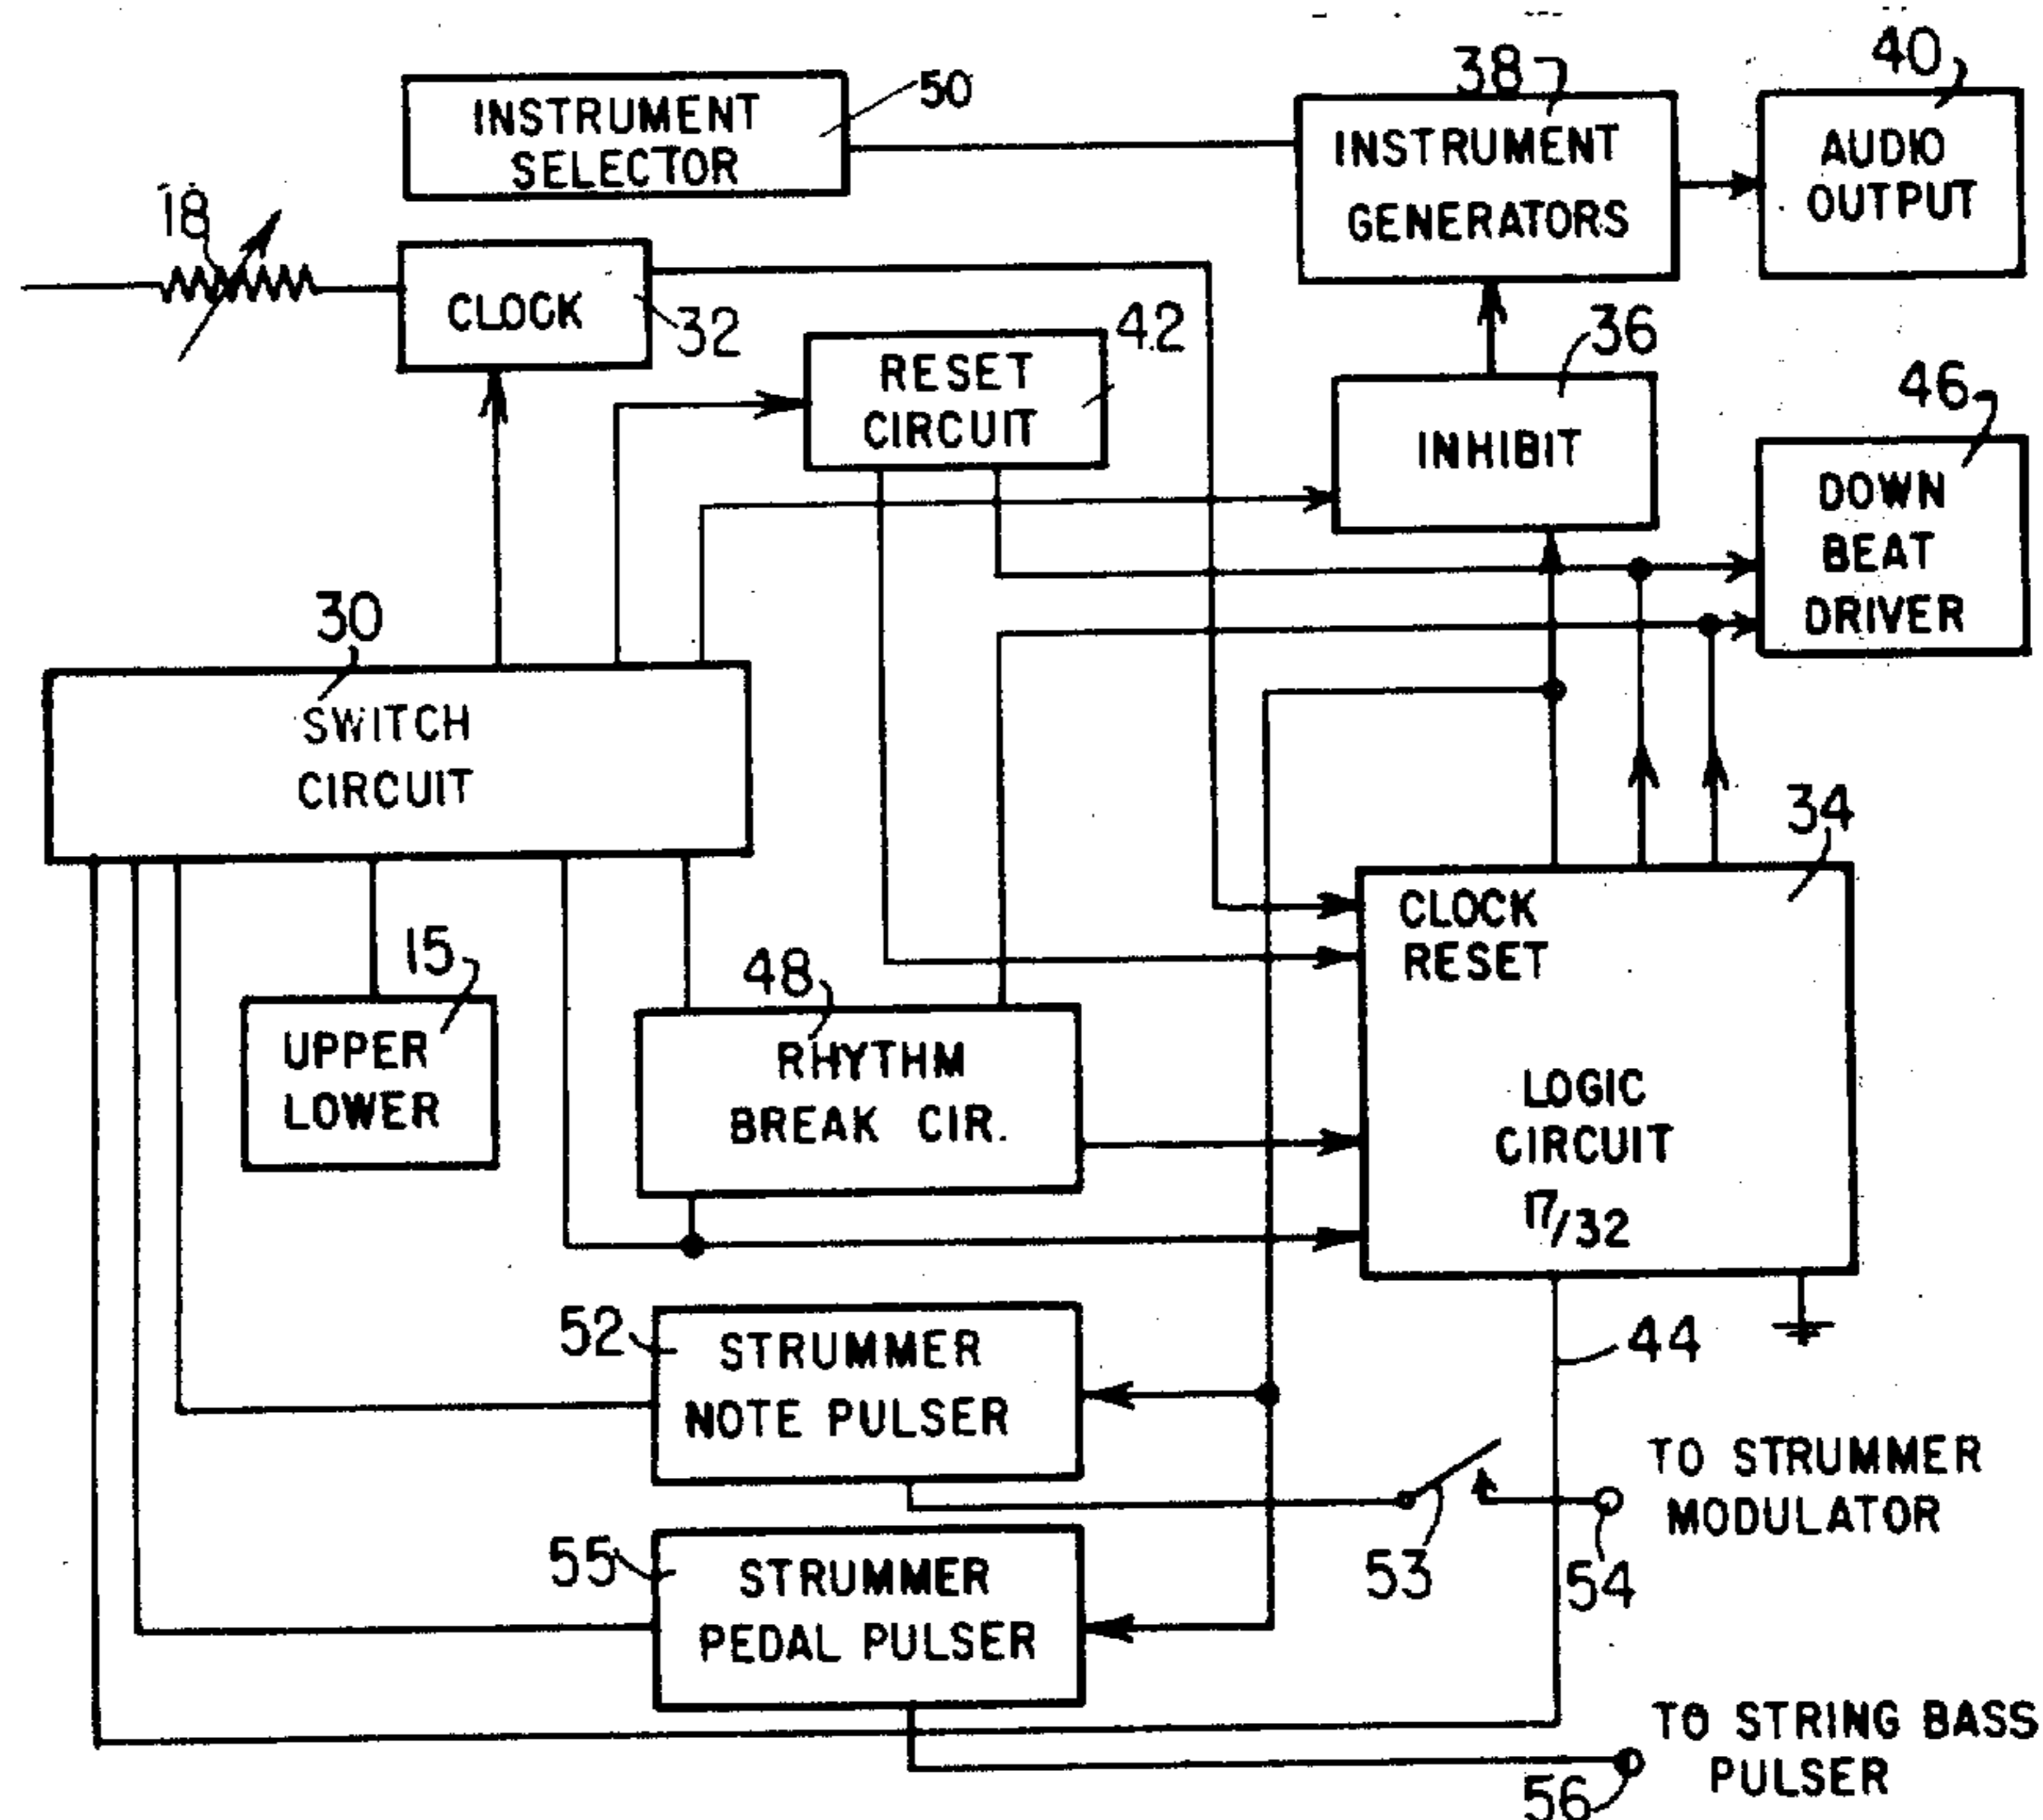 INSTRUMENT
SELECTOR
50
38
INSTRUMENT
GENERATORS
40
AUDIO
OUTPUT
18
CLOCK
32
RESET
CIRCUIT
42
36
INHIBIT
46
DOWN
BEAT
DRIVER
30
SWITCH
CIRCUIT
34
CLOCK
RESET
LOGIC
CIRCUIT
17/32
15
UPPER
LOWER
48
RHYTHM
BREAK CIR.
52
STRUMMER
NOTE PULSER
44
53
54
TO STRUMMER
MODULATOR
55
STRUMMER
PEDAL PULSER
56
TO STRING BASS
PULSER